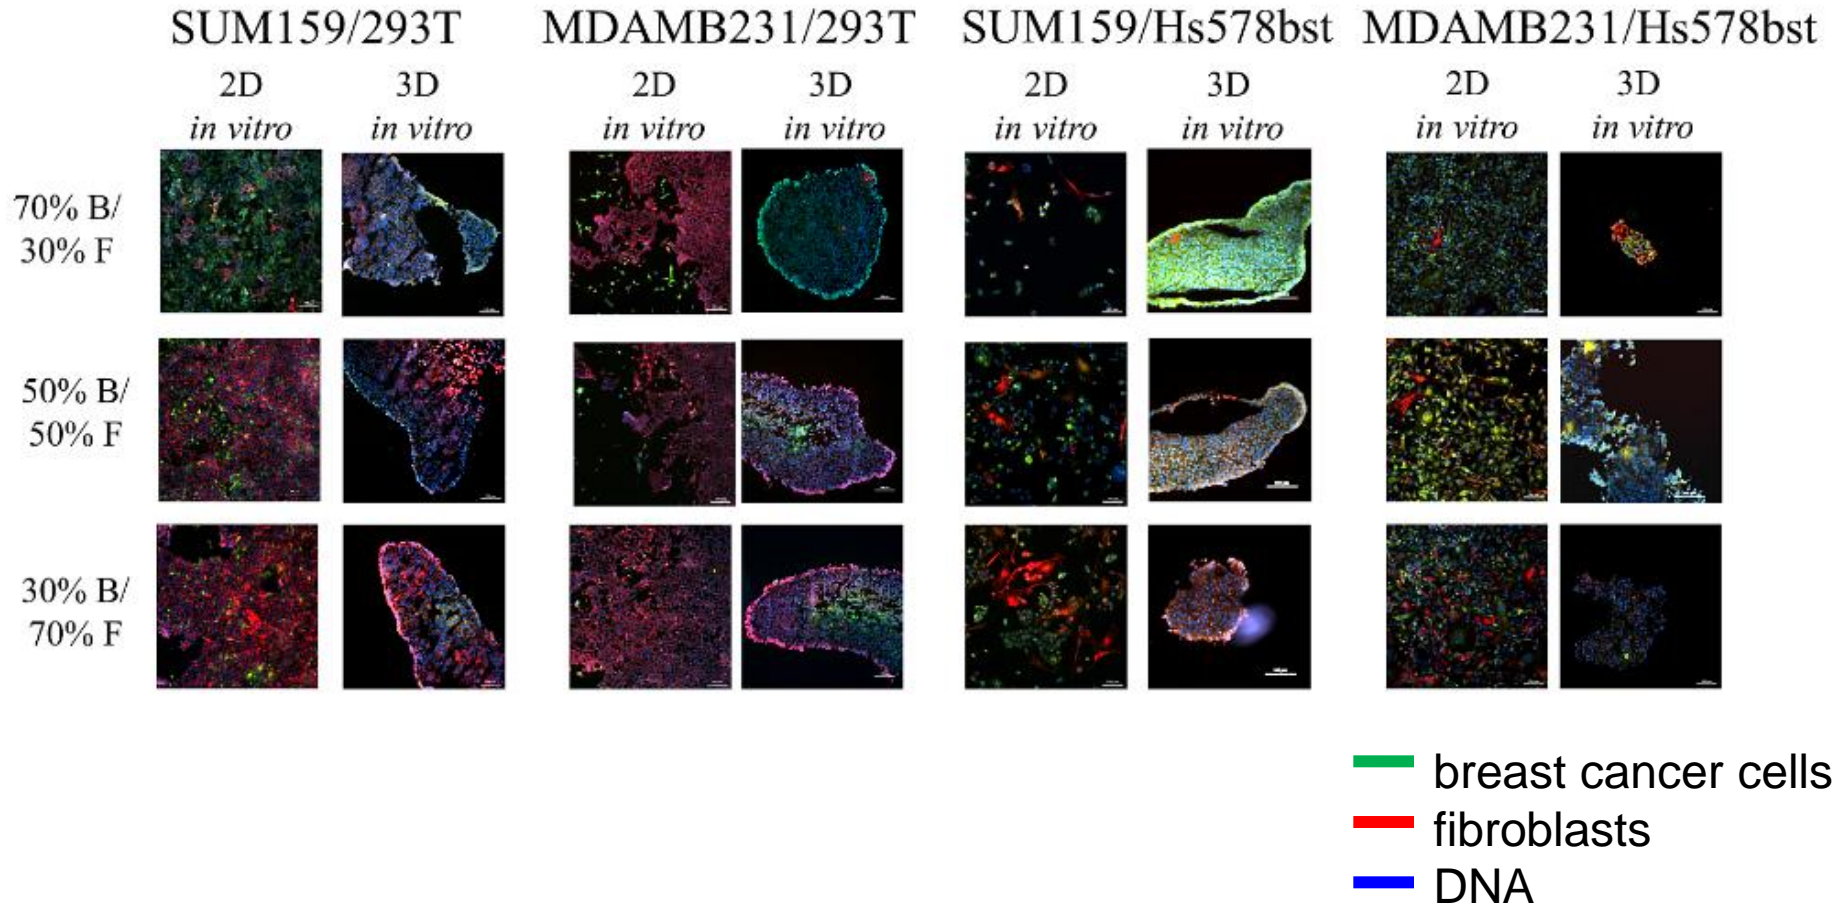 SUM159/293T MDAMB231/293T SUM159/Hs578bst MDAMB231/Hs578bst
2D 3D 2D 3D 2D 3D 2D 3D
in vitro in vitro in vitro in vitro in vitro in vitro in vitro in vitro
70% B/
30% F
50% B/
50% F
30% B/
70% F
breast cancer cells
fibroblasts
DNA